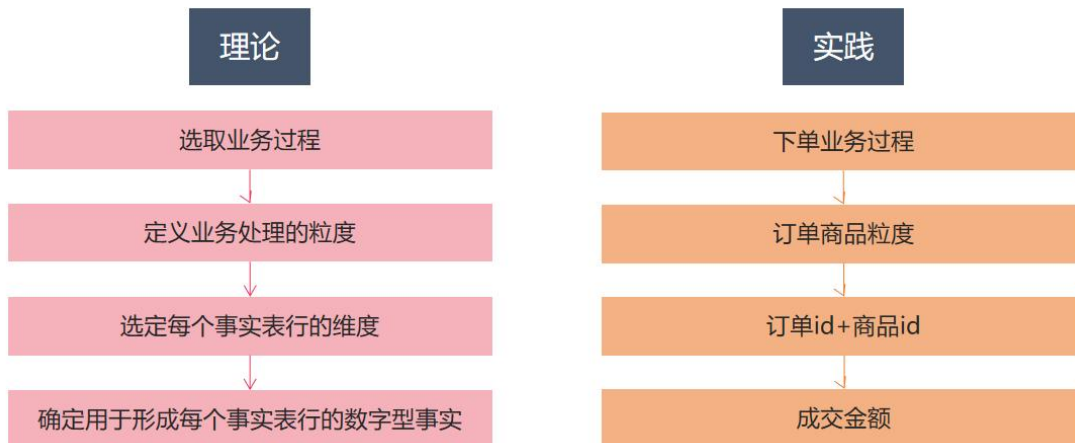 理论
选取业务过程
定义业务处理的粒度
选定每个事实表行的维度
确定用于形成每个事实表行的数字型事实
实践
下单业务过程
订单商品粒度
订单id+商品id
成交金额